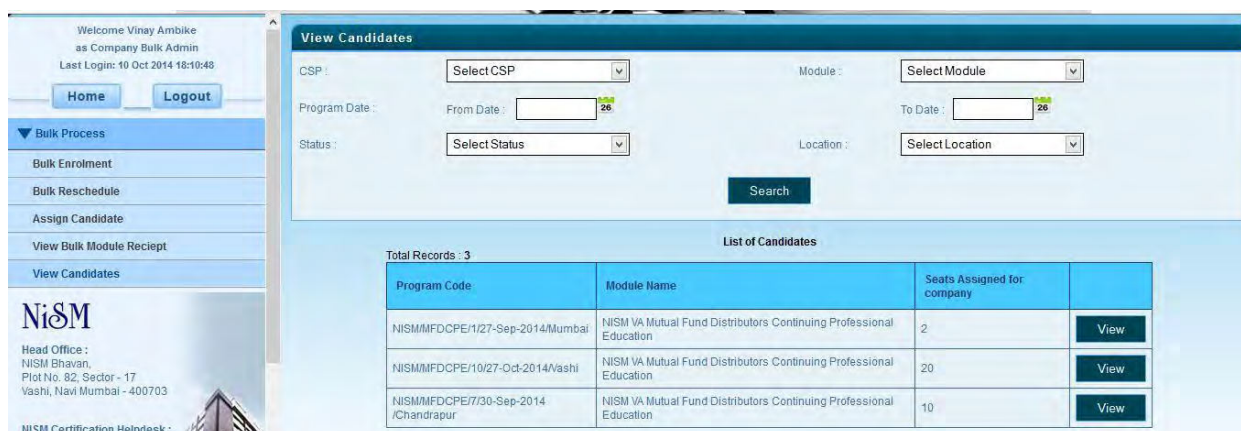 Welcome Vinay Ambike
as Company Bulk Admin
Last Login: 10 Oct 2014 18:10:48
Home Logout
Bulk Process
Bulk Enrolment
Bulk Reschedule
Assign Candidate
View Bulk Module Reciept
View Candidates
NiSM
Head Office :
NISM Bhavan,
Plot No. 82, Sector - 17
Vashi, Navi Mumbai - 400703
NISM Certification Helpdesk :
View Candidates
CSP : Select CSP Module : Select Module
Program Date : From Date : 26 To Date : 26
Status : Select Status Location : Select Location
Search
List of Candidates
Total Records : 3
Program Code Module Name Seats Assigned for company
NISM/MFDCPE/1/27-Sep-2014/Mumbai NISM VA Mutual Fund Distributors Continuing Professional Education 2 View
NISM/MFDCPE/10/27-Oct-2014/Vashi NISM VA Mutual Fund Distributors Continuing Professional Education 20 View
NISM/MFDCPE/7/30-Sep-2014 /Chandrapur NISM VA Mutual Fund Distributors Continuing Professional Education 10 View